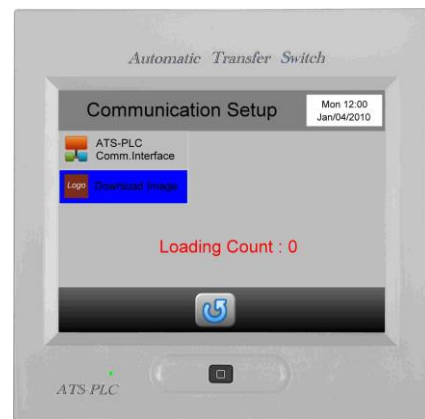 Automatic Transfer Switch
Communication Setup
Mon 12:00
Jan/04/2010
ATS-PLC
Comm.Interface
Logo
Download Image
Loading Count : 0
ATS-PLC